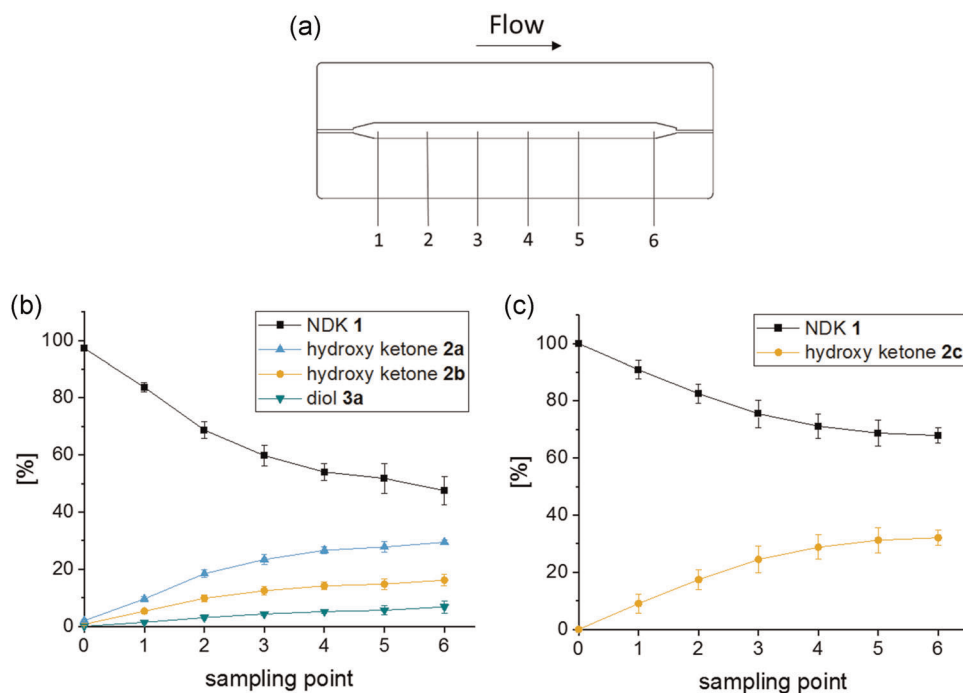 (a)
Flow
1 2 3 4 5 6
(b)
NDK 1
hydroxy ketone 2a
hydroxy ketone 2b
diol 3a
100
80
60
40
20
0
[%]
0 1 2 3 4 5 6
sampling point
(c)
NDK 1
hydroxy ketone 2c
100
80
60
40
20
0
[%]
0 1 2 3 4 5 6
sampling point